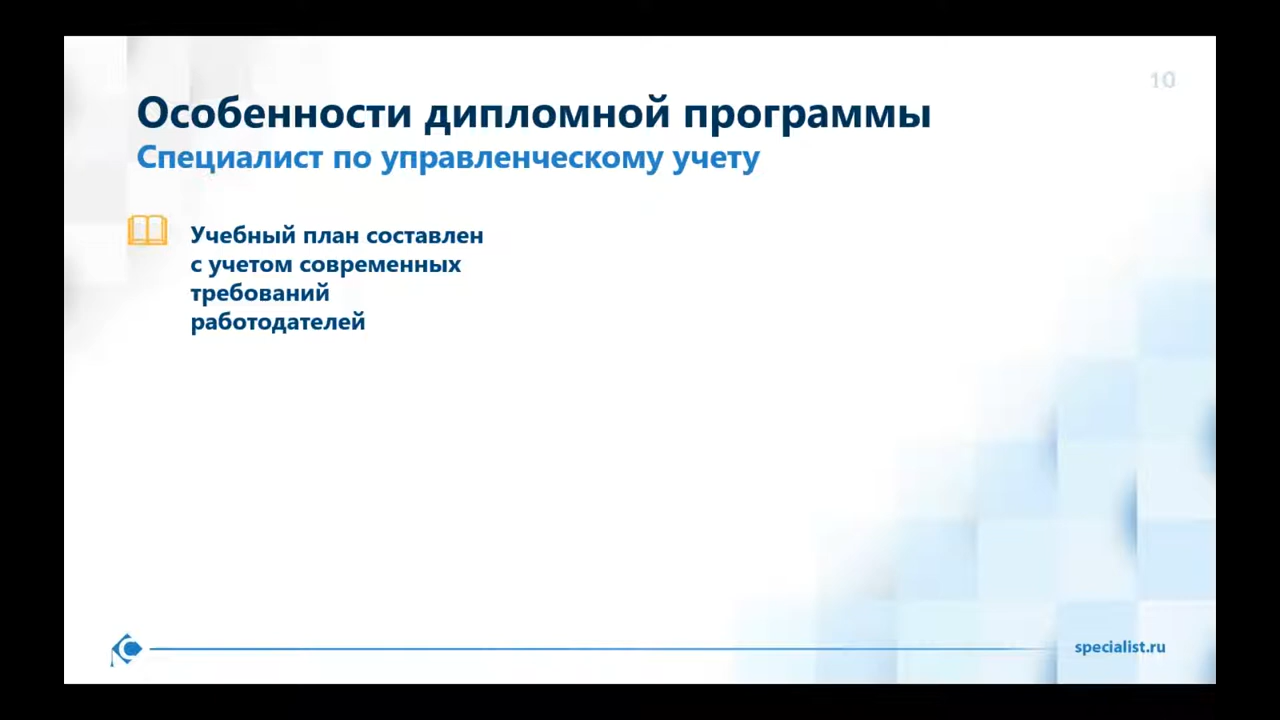 10
Особенности дипломной программы
Специалист по управленческому учету
Учебный план составлен
с учетом современных
требований
работодателей
specialist.ru